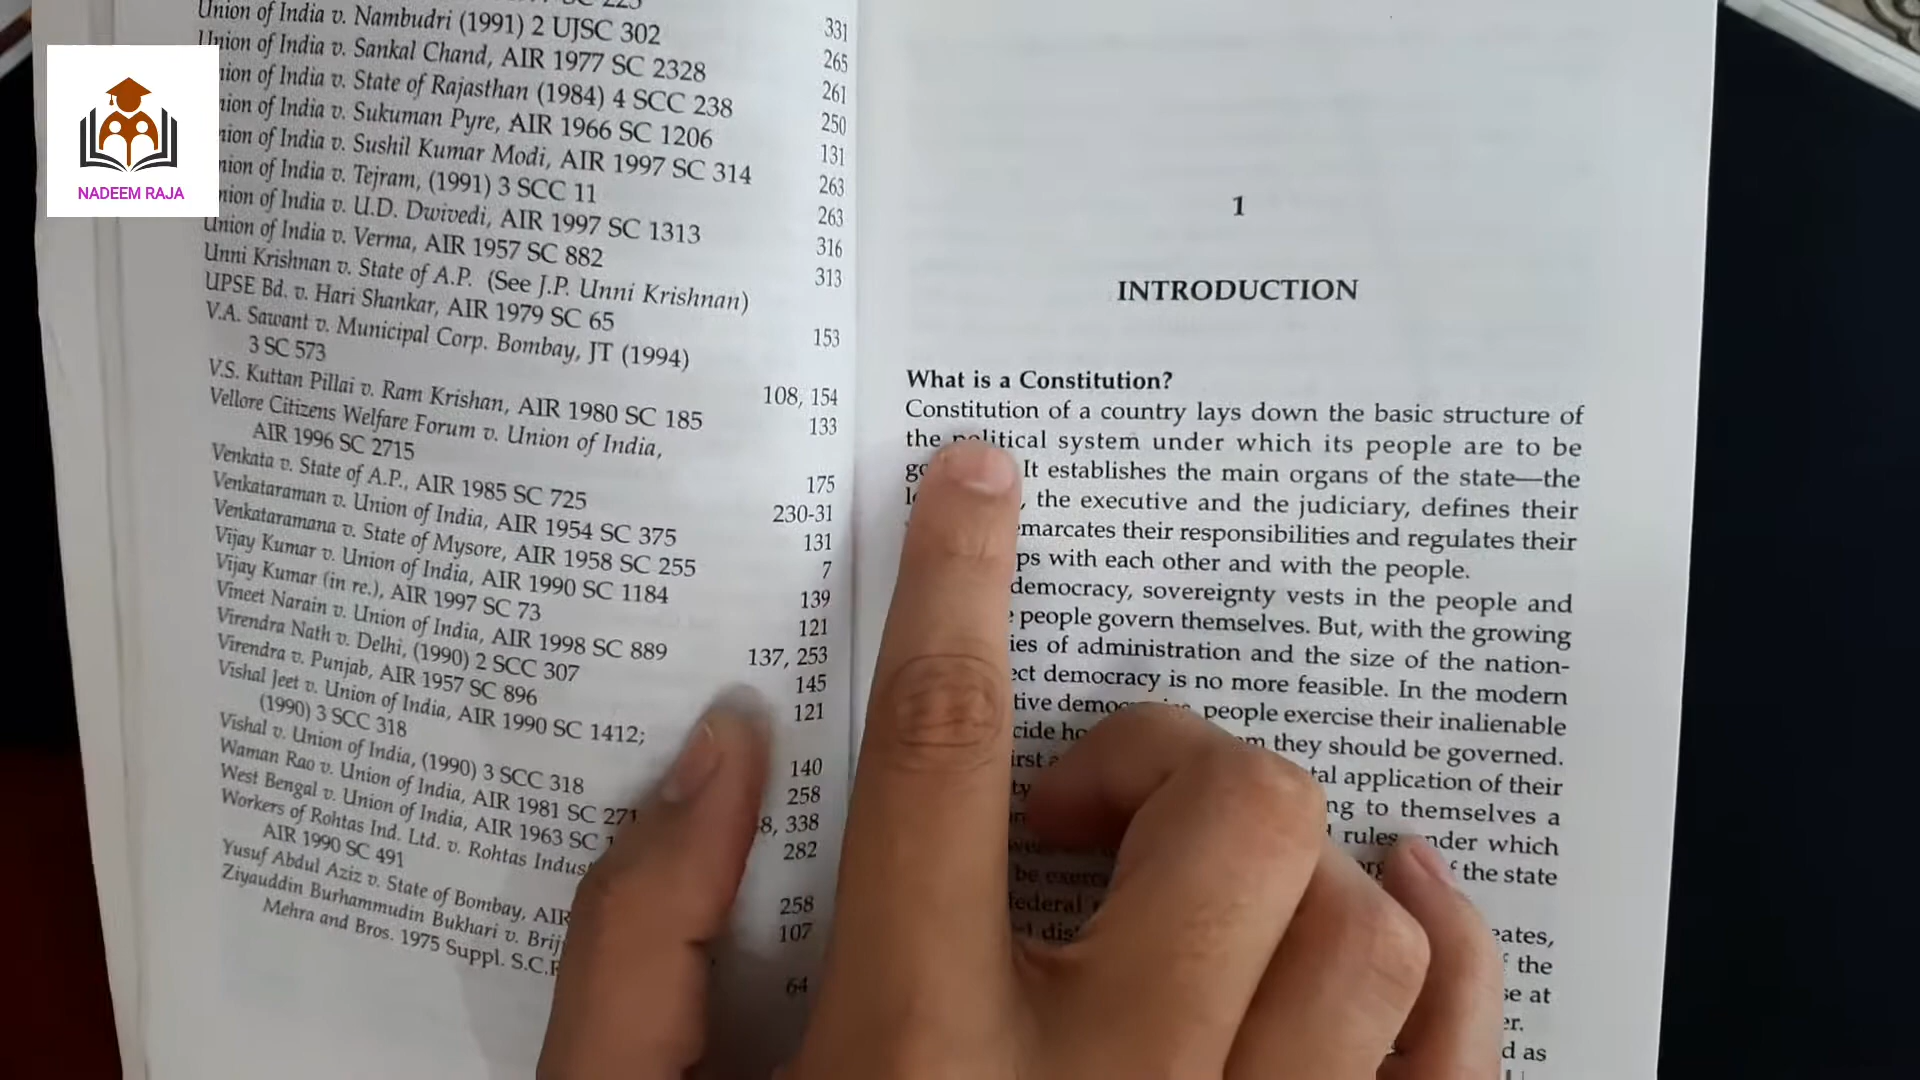 Union of India v. Nambudri (1991) 2 UJSC 302 331
Union of India v. Sankal Chand, AIR 1977 SC 2328 265
nion of India v. State of Rajasthan (1984) 4 SCC 238 261
nion of India v. Sukuman Pyre, AIR 1966 SC 1206 250
nion of India v. Sushil Kumar Modi, AIR 1997 SC 314 131
nion of India v. Tejram, (1991) 3 SCC 11 263
nion of India v. U.D. Dwivedi, AIR 1997 SC 1313 263
Union of India v. Verma, AIR 1957 SC 882 316
Unni Krishnan v. State of A.P. (See J.P. Unni Krishnan) 313
UPSE Bd. v. Hari Shankar, AIR 1979 SC 65
V.A. Sawant v. Municipal Corp. Bombay, JT (1994) 153
3 SC 573
V.S. Kuttan Pillai v. Ram Krishan, AIR 1980 SC 185 108, 154
Vellore Citizens Welfare Forum v. Union of India, 133
AIR 1996 SC 2715
Venkata v. State of A.P., AIR 1985 SC 725 175
Venkataraman v. Union of India, AIR 1954 SC 375 230-31
Venkataramana v. State of Mysore, AIR 1958 SC 255 131
Vijay Kumar v. Union of India, AIR 1990 SC 1184 7
Vijay Kumar (in re.), AIR 1997 SC 73 139
Vineet Narain v. Union of India, AIR 1998 SC 889 121
Virendra Nath v. Delhi, (1990) 2 SCC 307 137, 253
Virendra v. Punjab, AIR 1957 SC 896 145
Vishal Jeet v. Union of India, AIR 1990 SC 1412; 121
(1990) 3 SCC 318
Vishal v. Union of India, (1990) 3 SCC 318 140
Waman Rao v. Union of India, AIR 1981 SC 271 258
West Bengal v. Union of India, AIR 1963 SC 8, 338
Workers of Rohtas Ind. Ltd. v. Rohtas Indus 282
AIR 1990 SC 491
Yusuf Abdul Aziz v. State of Bombay, AIR 258
Ziyauddin Burhammudin Bukhari v. Brij 107
Mehra and Bros. 1975 Suppl. S.C.R 64
NADEEM RAJA
1
INTRODUCTION
What is a Constitution?
Constitution of a country lays down the basic structure of
the political system under which its people are to be
It establishes the main organs of the state—the
, the executive and the judiciary, defines their
emarcates their responsibilities and regulates their
ps with each other and with the people.
democracy, sovereignty vests in the people and
people govern themselves. But, with the growing
ies of administration and the size of the nation-
ect democracy is no more feasible. In the modern
tive people exercise their inalienable
cide they should be governed.
irst tal application of their
ty ng to themselves a
rules under which
the state
be
federal
eates,
the
se at
er.
d as